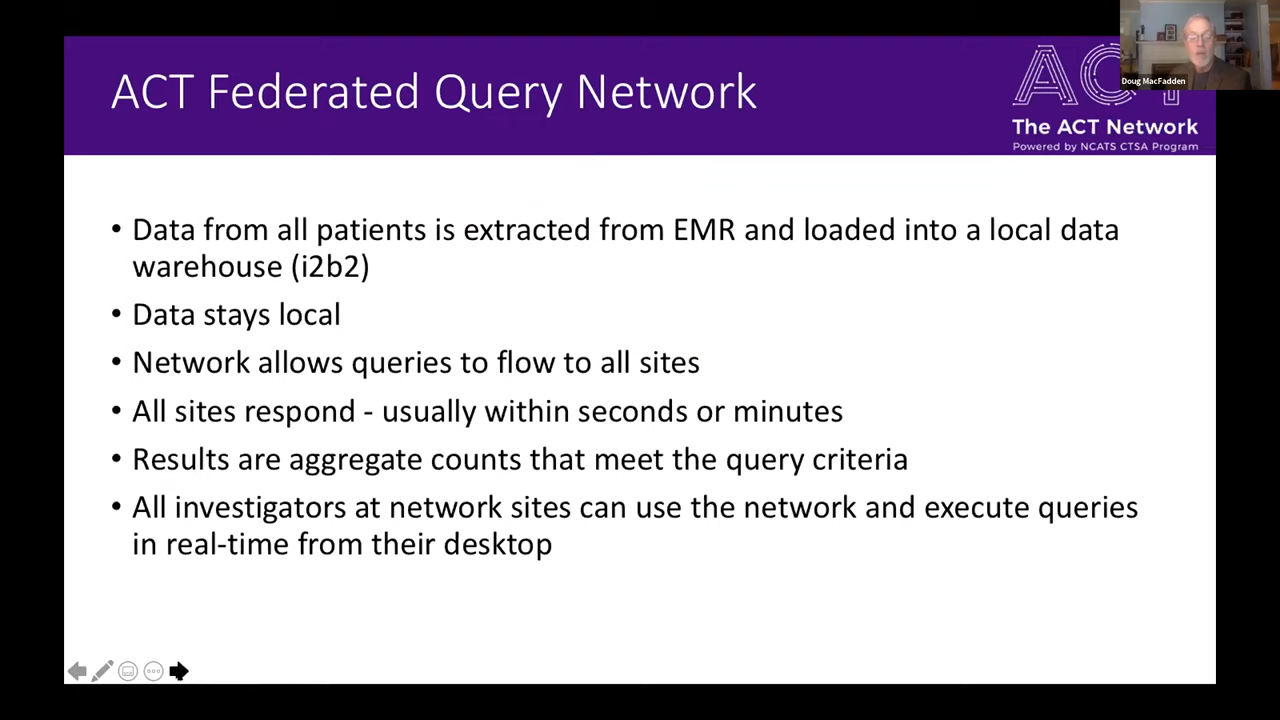 ACT Federated Query Network
Doug MacFadden
The ACT Network
Powered by NCATS CTSA Program
• Data from all patients is extracted from EMR and loaded into a local data
warehouse (i2b2)
• Data stays local
• Network allows queries to flow to all sites
• All sites respond - usually within seconds or minutes
• Results are aggregate counts that meet the query criteria
• All investigators at network sites can use the network and execute queries
in real-time from their desktop